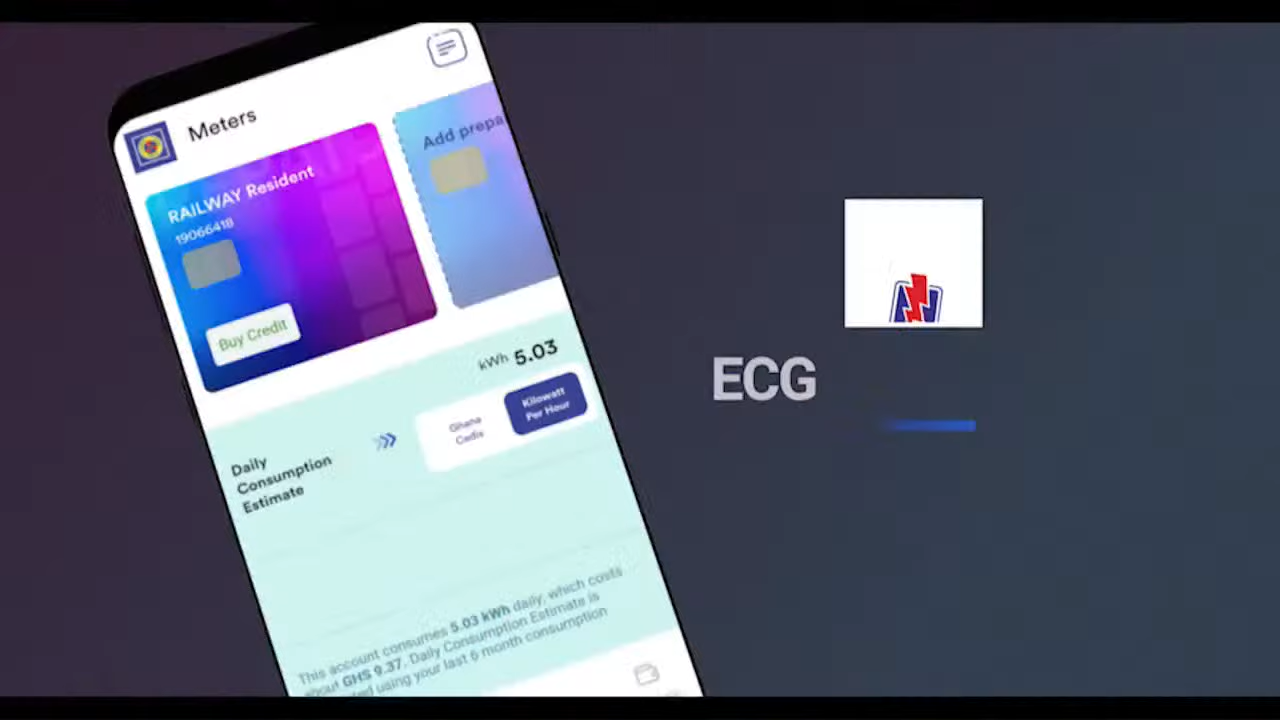 Meters
RAILWAY Resident
19066418
Buy Credit
Add prepa
kWh 5.03
Ghana
Cedis
Kilowatt
Per Hour
Daily
Consumption
Estimate
This account consumes 5.03 kWh daily, which costs
about GHS 9.37. Daily Consumption Estimate is
using your last 6 month consumption
ECG